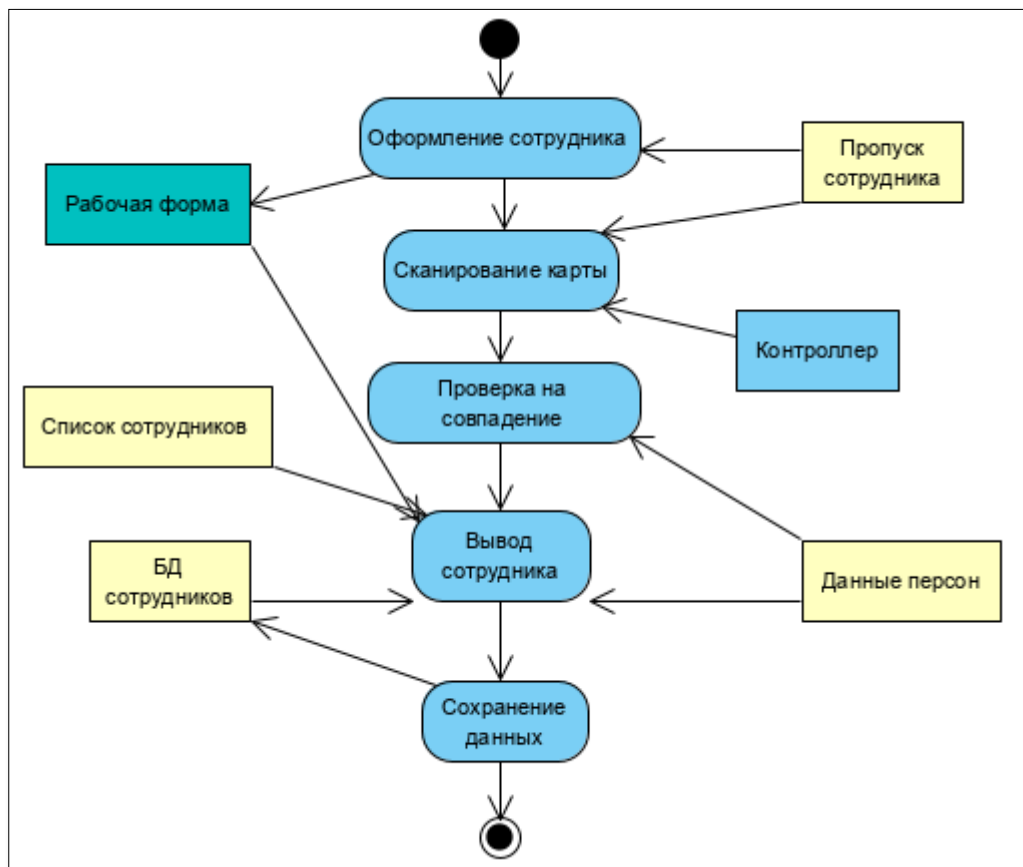 Оформление сотрудника
Пропуск
сотрудника
Рабочая форма
Сканирование карты
Контроллер
Проверка на
совпадение
Список сотрудников
Вывод
сотрудника
БД
сотрудников
Данные персон
Сохранение
данных